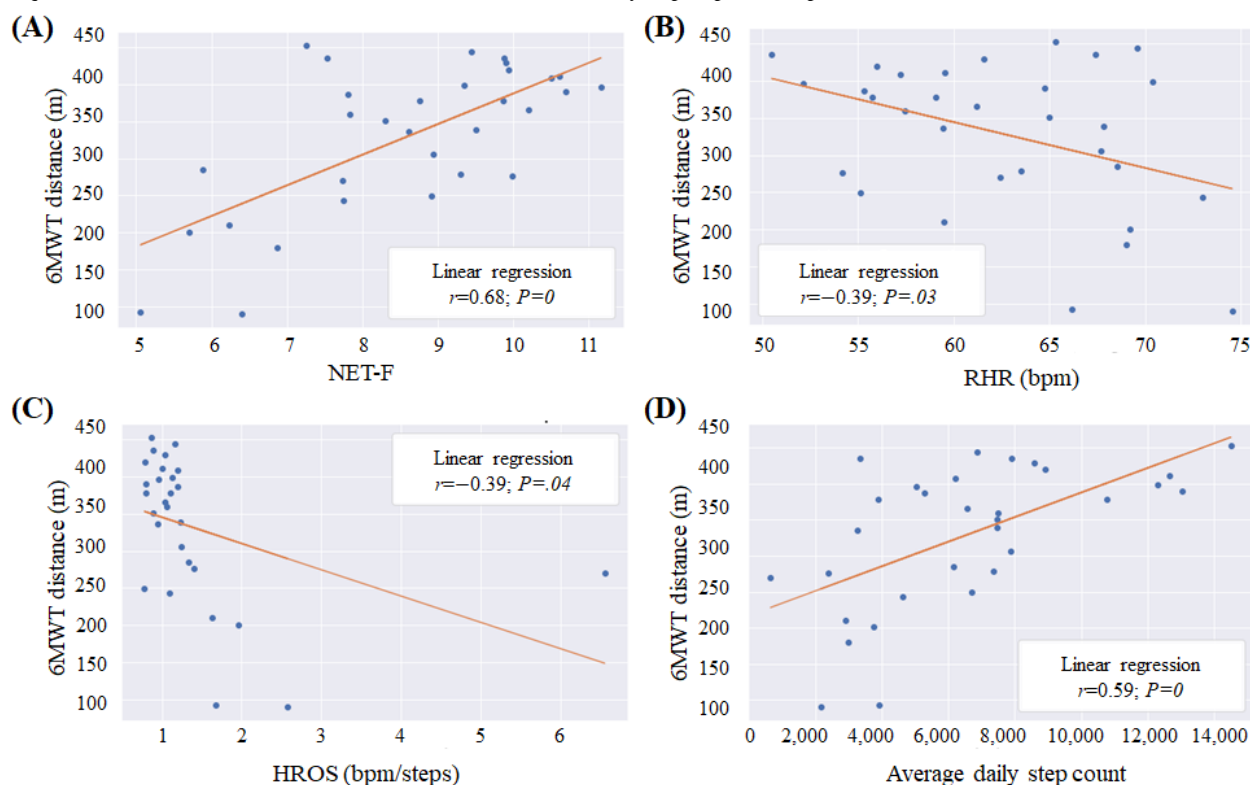 (A)
6MWT distance (m)
450
400
350
300
250
200
150
100
Linear regression
r=0.68; P=0
5 6 7 8 9 10 11
NET-F
(B)
6MWT distance (m)
450
400
350
300
250
200
150
100
Linear regression
r=−0.39; P=.03
50 55 60 65 70 75
RHR (bpm)
(C)
6MWT distance (m)
450
400
350
300
250
200
150
100
Linear regression
r=−0.39; P=.04
1 2 3 4 5 6
HROS (bpm/steps)
(D)
6MWT distance (m)
450
400
350
300
250
200
150
100
Linear regression
r=0.59; P=0
0 2,000 4,000 6,000 8,000 10,000 12,000 14,000
Average daily step count